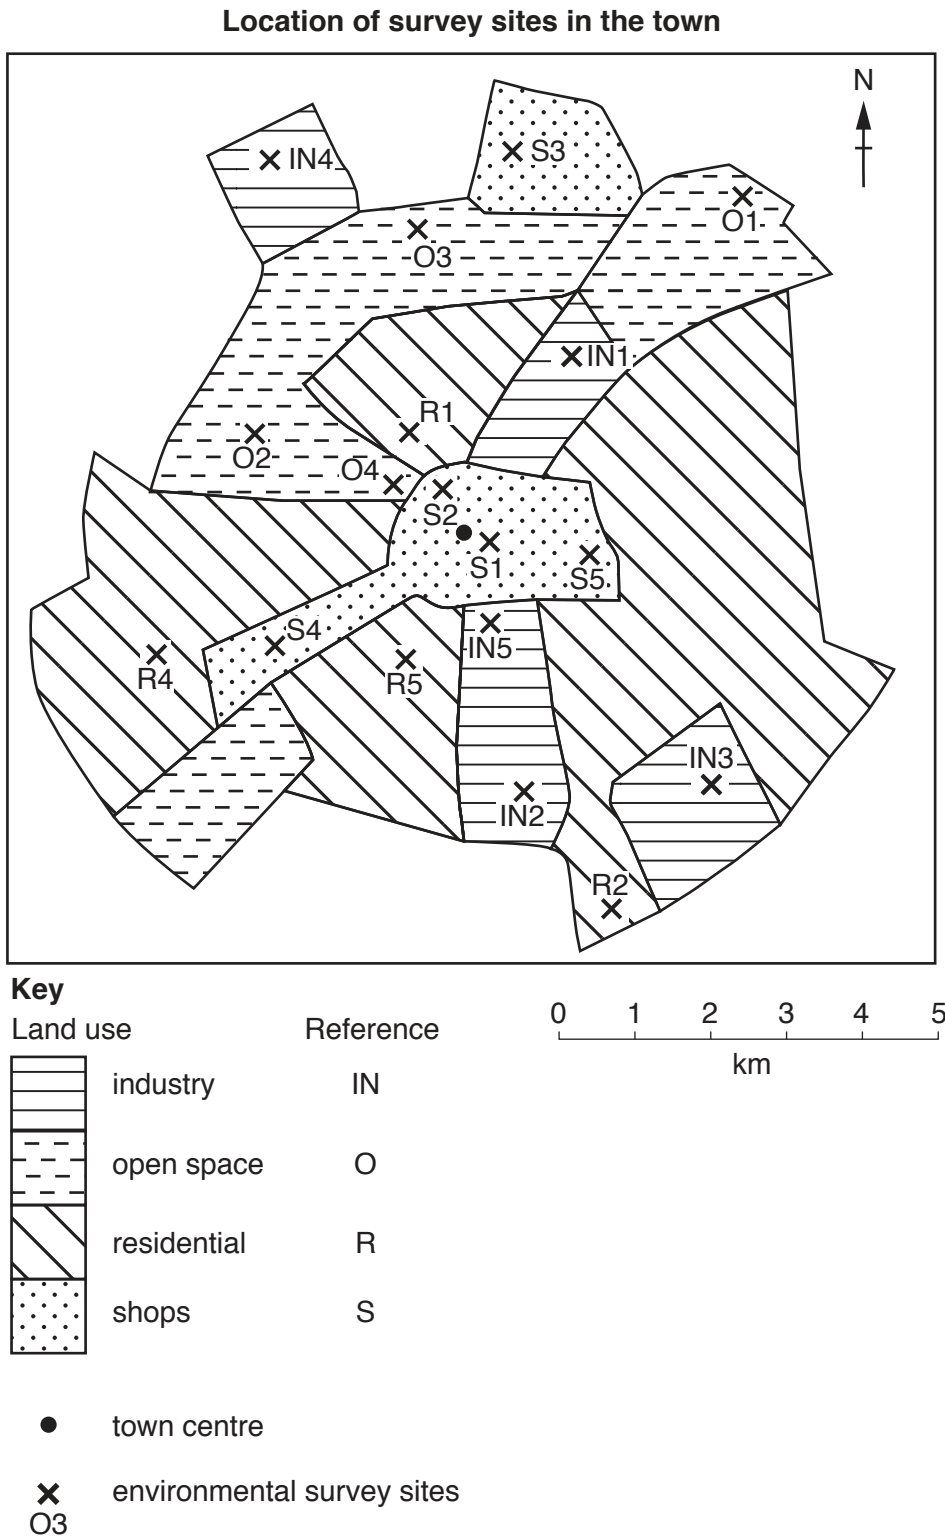 Location of survey sites in the town
N
IN4
S3
O1
O3
IN1
R1
O2
O4
S2
S1
S5
S4
IN5
R4
R5
IN3
IN2
R2
Key
Land use Reference
0 1 2 3 4 5
km
industry IN
open space O
residential R
shops S
town centre
environmental survey sites
O3